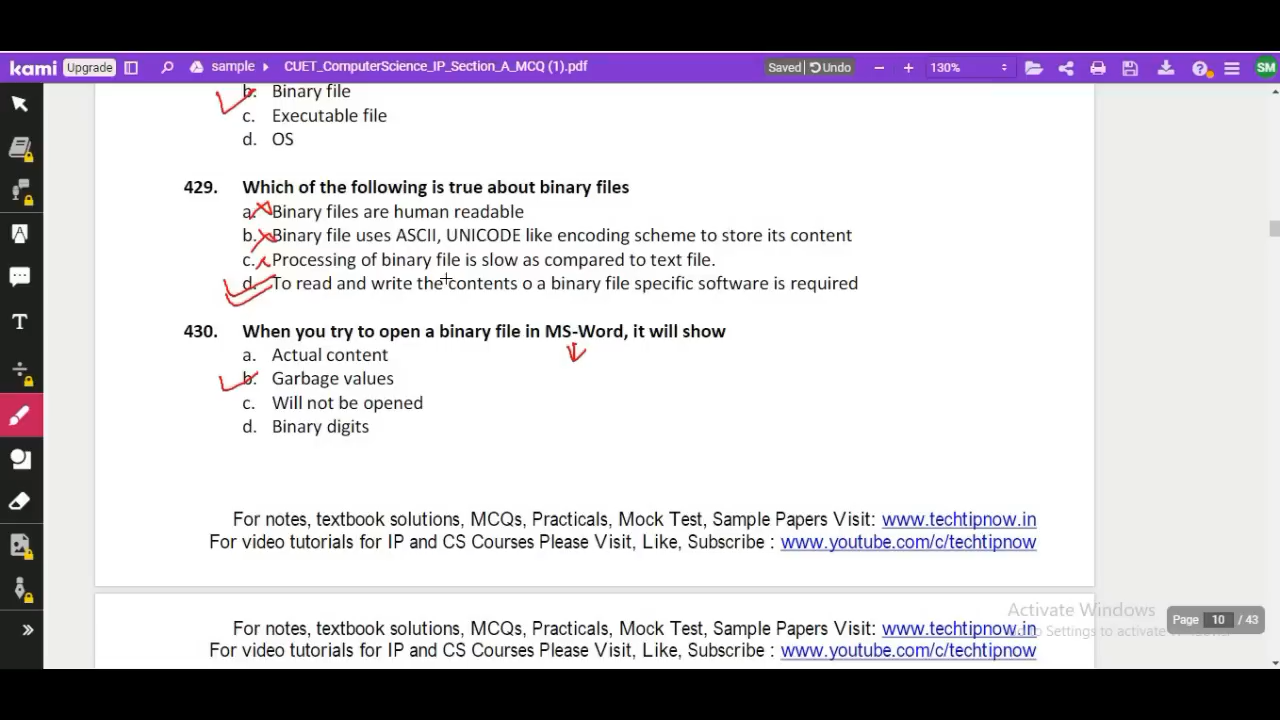 kami Upgrade sample CUET_ComputerScience_IP_Section_A_MCQ (1).pdf Saved Undo 130% SM
b. Binary file
c. Executable file
d. OS
429. Which of the following is true about binary files
a. Binary files are human readable
b. Binary file uses ASCII, UNICODE like encoding scheme to store its content
c. Processing of binary file is slow as compared to text file.
d. To read and write the contents o a binary file specific software is required
430. When you try to open a binary file in MS-Word, it will show
a. Actual content
b. Garbage values
c. Will not be opened
d. Binary digits
For notes, textbook solutions, MCQs, Practicals, Mock Test, Sample Papers Visit: www.techtipnow.in
For video tutorials for IP and CS Courses Please Visit, Like, Subscribe : www.youtube.com/c/techtipnow
Activate Windows
Page 10 / 43
For notes, textbook solutions, MCQs, Practicals, Mock Test, Sample Papers Visit: www.techtipnow.in
Go to Settings to activate
For video tutorials for IP and CS Courses Please Visit, Like, Subscribe : www.youtube.com/c/techtipnow